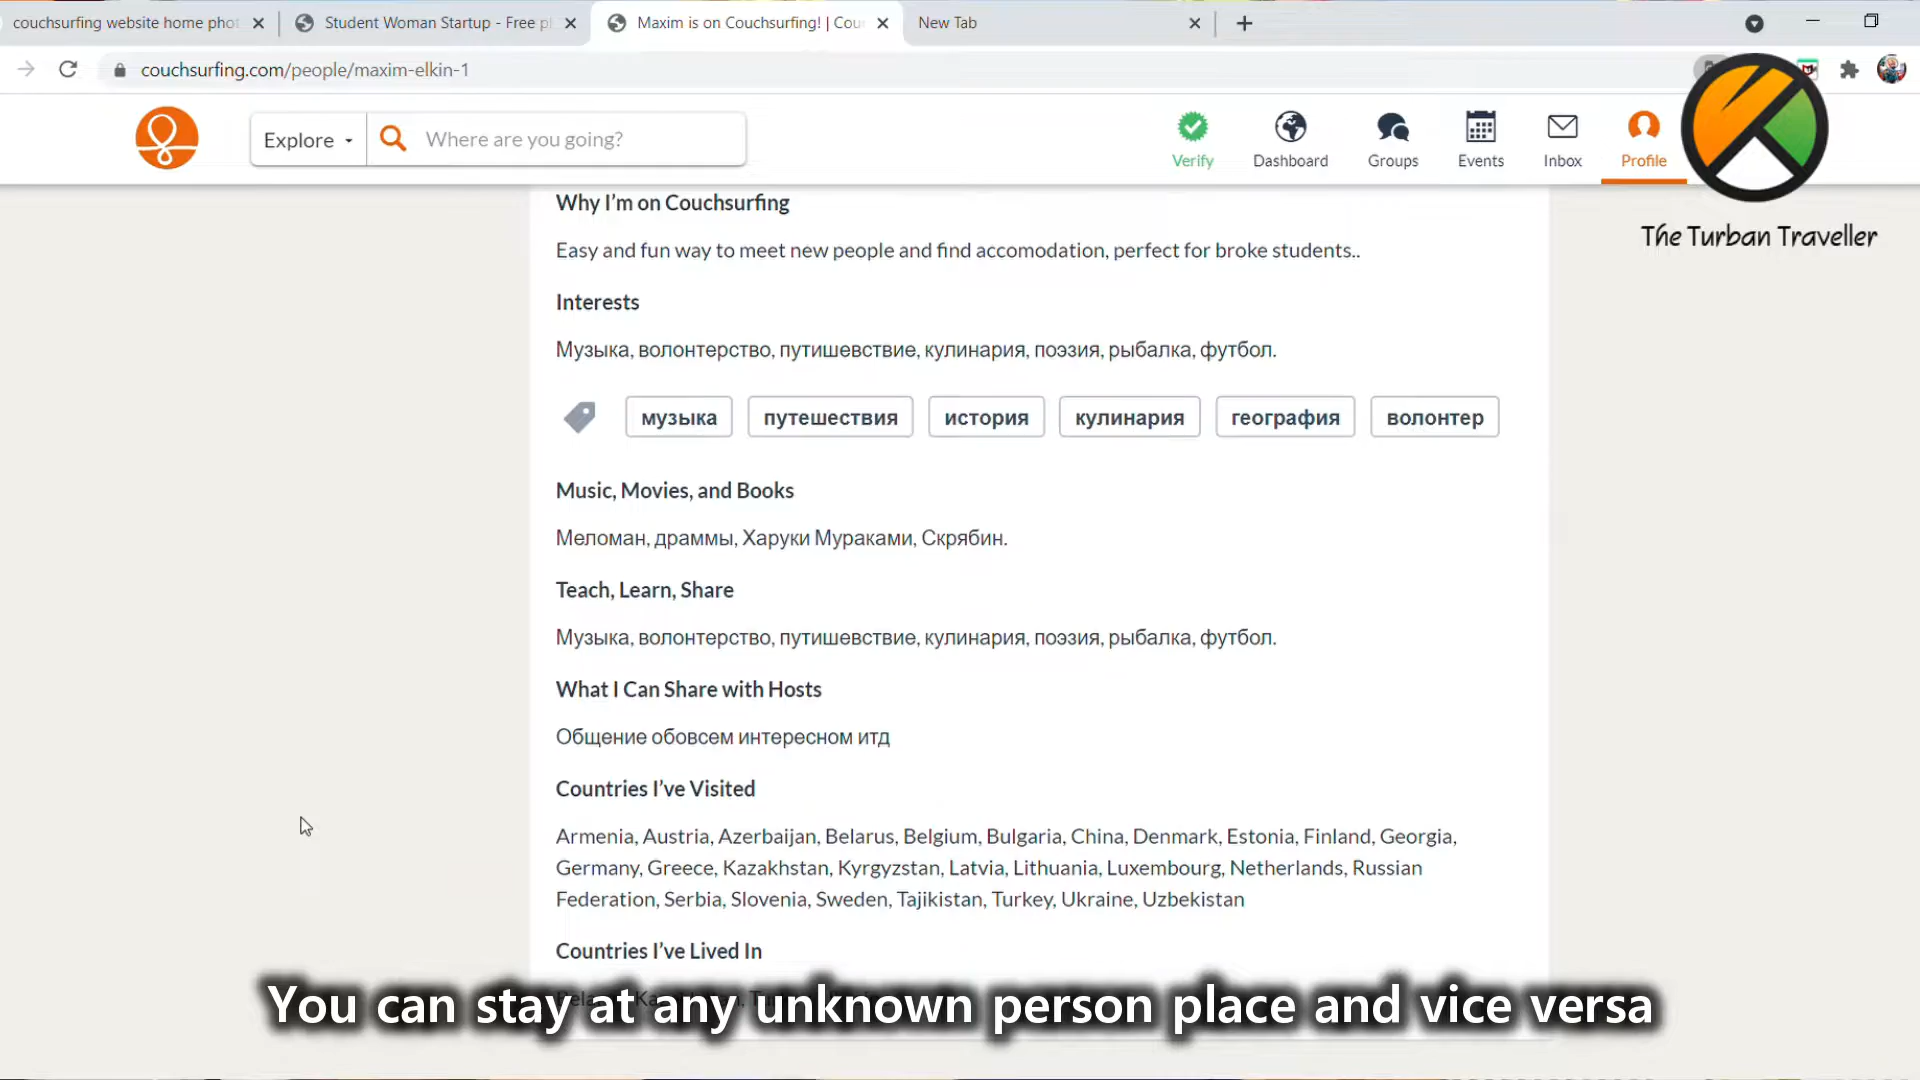 couchsurfing website home phot
Student Woman Startup - Free p
Maxim is on Couchsurfing! | Cou
New Tab
couchsurfing.com/people/maxim-elkin-1
Explore
Where are you going?
Verify
Dashboard
Groups
Events
Inbox
Profile
The Turban Traveller
Why I'm on Couchsurfing
Easy and fun way to meet new people and find accomodation, perfect for broke students..
Interests
Музыка, волонтерство, путишевствие, кулинария, поэзия, рыбалка, футбол.
музыка
путешествия
история
кулинария
география
волонтер
Music, Movies, and Books
Меломан, драммы, Харуки Мураками, Скрябин.
Teach, Learn, Share
Музыка, волонтерство, путишевствие, кулинария, поэзия, рыбалка, футбол.
What I Can Share with Hosts
Общение обовсем интересном итд
Countries I've Visited
Armenia, Austria, Azerbaijan, Belarus, Belgium, Bulgaria, China, Denmark, Estonia, Finland, Georgia,
Germany, Greece, Kazakhstan, Kyrgyzstan, Latvia, Lithuania, Luxembourg, Netherlands, Russian
Federation, Serbia, Slovenia, Sweden, Tajikistan, Turkey, Ukraine, Uzbekistan
Countries I've Lived In
You can stay at any unknown person place and vice versa